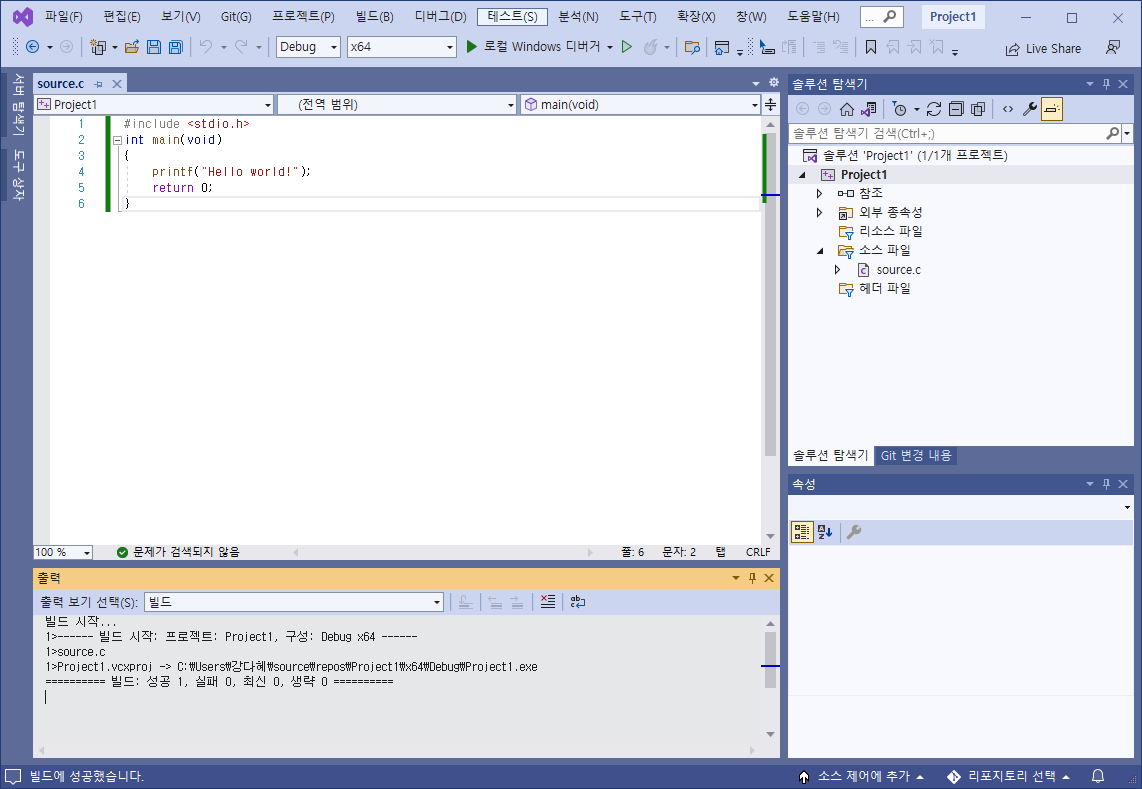 파일(F) 편집(E) 보기(V) Git(G) 프로젝트(P) 빌드(B) 디버그(D) 테스트(S) 분석(N) 도구(T) 확장(X) 창(W) 도움말(H) ... Project1
Debug x64 로컬 Windows 디버거 Live Share
서버 탐색기
도구 상자
source.c
Project1 (전역 범위) main(void)
1 #include <stdio.h>
2 int main(void)
3 {
4 printf("Hello world!");
5 return 0;
6 }
100 % 문제가 검색되지 않음 줄: 6 문자: 2 탭 CRLF
출력
출력 보기 선택(S): 빌드
빌드 시작...
1>------ 빌드 시작: 프로젝트: Project1, 구성: Debug x64 ------
1>source.c
1>Project1.vcxproj -> C:₩Users₩강다혜₩source₩repos₩Project1₩x64₩Debug₩Project1.exe
========== 빌드: 성공 1, 실패 0, 최신 0, 생략 0 ==========
솔루션 탐색기
솔루션 탐색기 검색(Ctrl+;)
솔루션 'Project1' (1/1개 프로젝트)
Project1
참조
외부 종속성
리소스 파일
소스 파일
source.c
헤더 파일
솔루션 탐색기 Git 변경 내용
속성
빌드에 성공했습니다. 소스 제어에 추가 리포지토리 선택